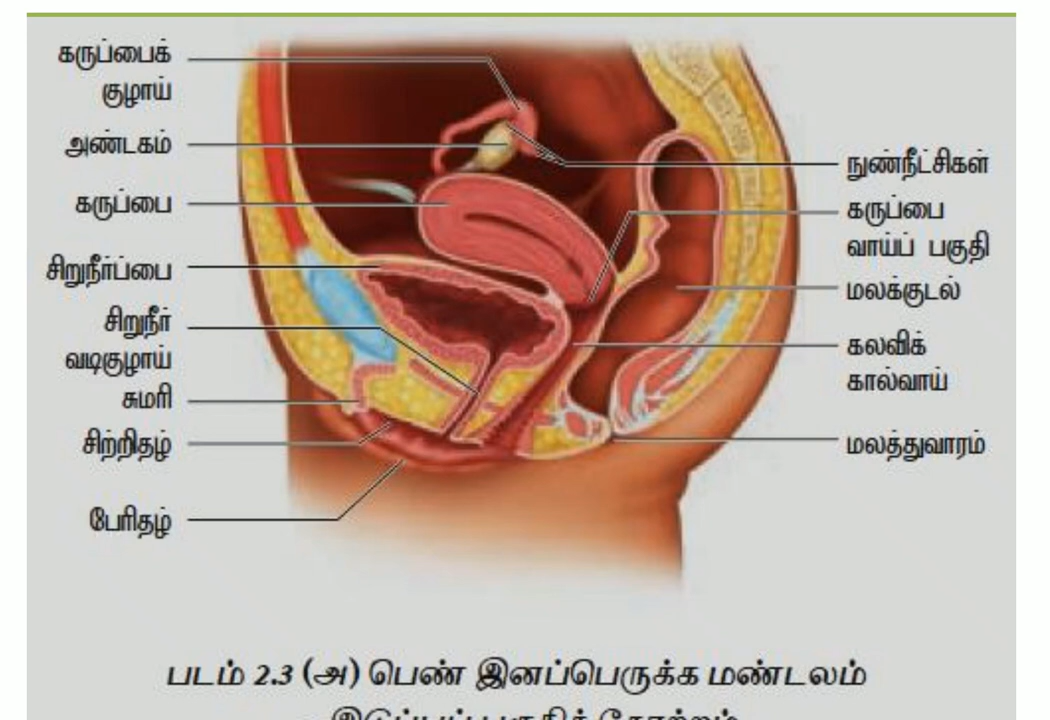 கருப்பைக்
குழாய்
அண்டகம்
கருப்பை
சிறுநீர்ப்பை
சிறுநீர்
வடிகுழாய்
சுமரி
சிற்றிதழ்
பேரிதழ்
நுண்நீட்சிகள்
கருப்பை
வாய்ப் பகுதி
மலக்குடல்
கலவிக்
கால்வாய்
மலத்துவாரம்
படம் 2.3 (அ) பெண் இனப்பெருக்க மண்டலம்